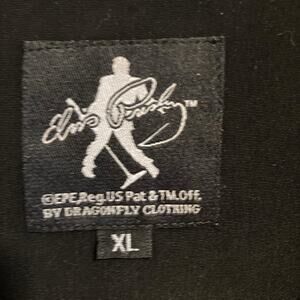 Elvis Presley™
©EPE,Reg.US Pat & TM.Off.
BY DRAGONFLY CLOTHING
XL